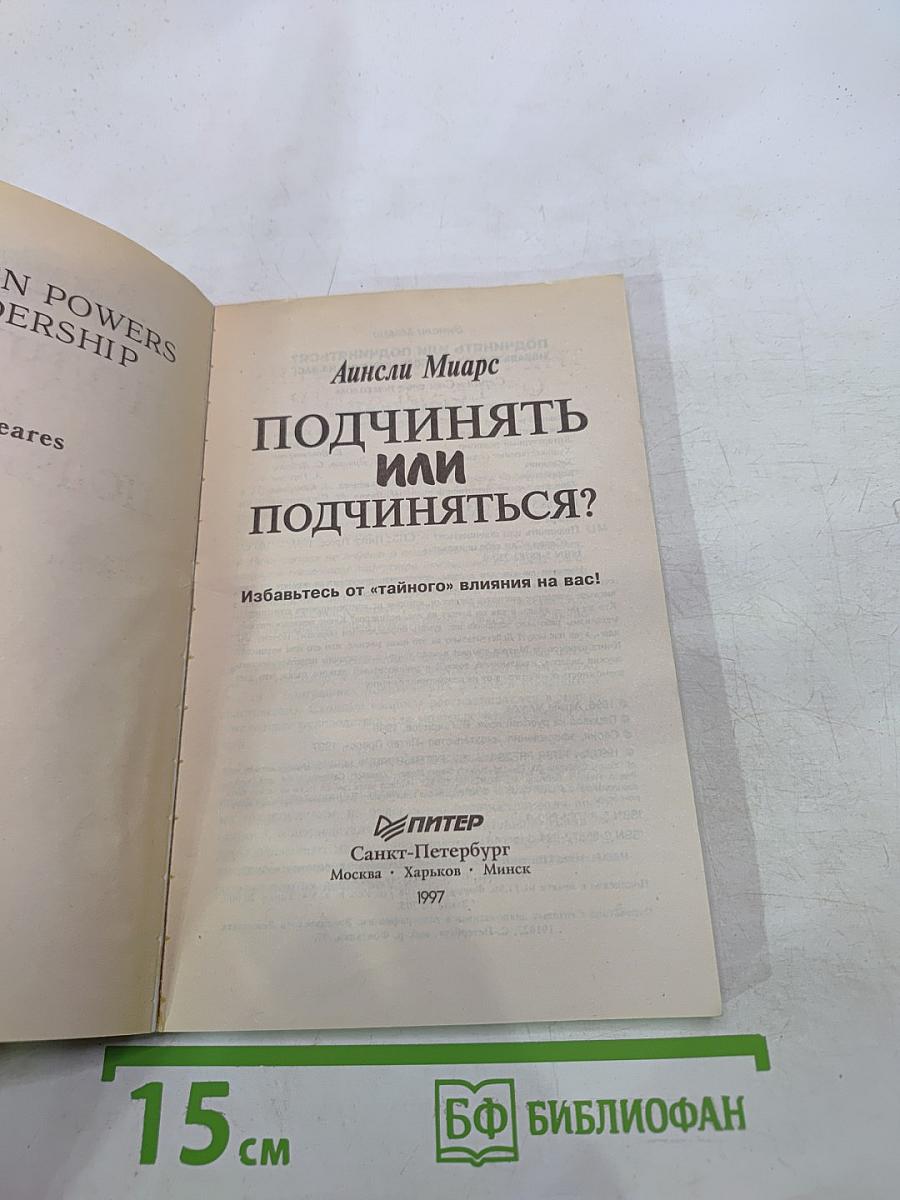 N POWERS
DERSHIP
eares
Аинсли Миарс
ПОДЧИНЯТЬ
ИЛИ
ПОДЧИНЯТЬСЯ?
Избавьтесь от «тайного» влияния на вас!
ПИТЕР
Санкт-Петербург
Москва · Харьков · Минск
1997
15 см
БФ БИБЛИОФАН